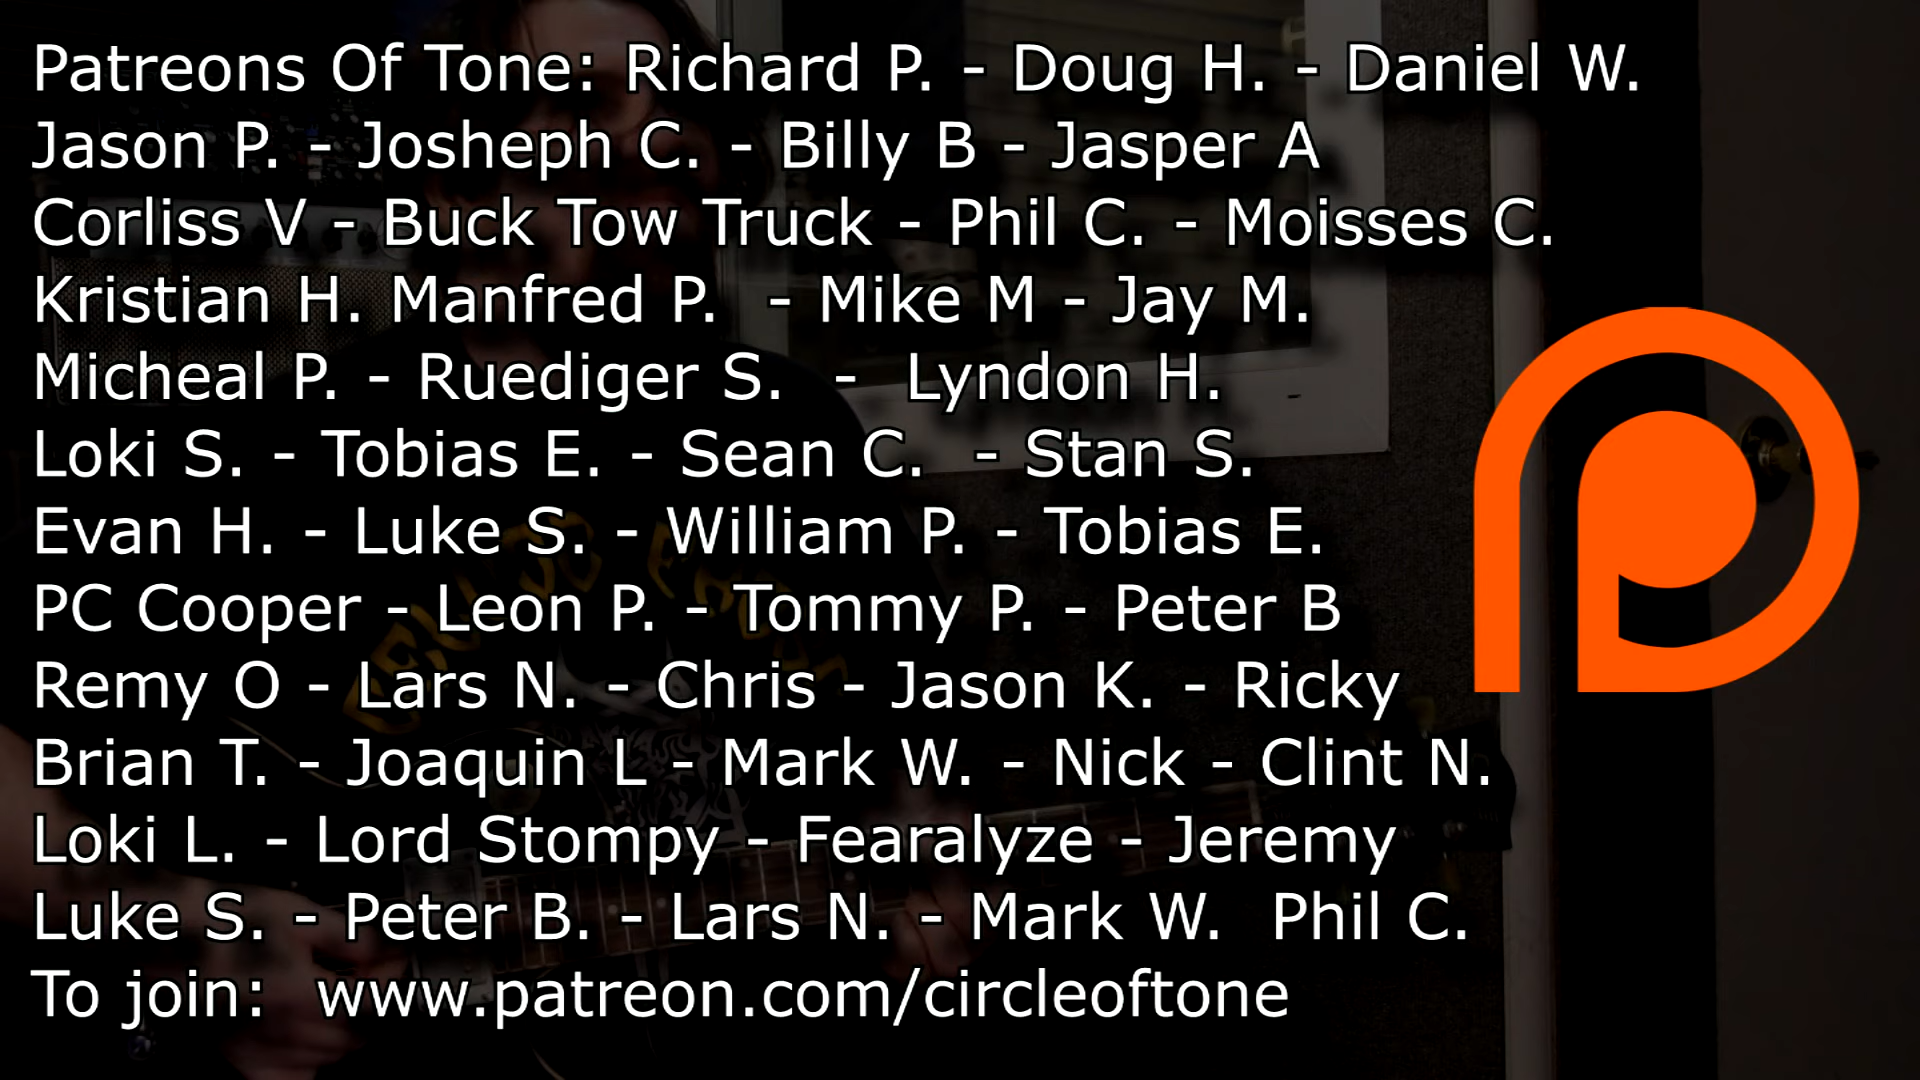 Patreons Of Tone: Richard P. - Doug H. - Daniel W.
Jason P. - Josheph C. - Billy B - Jasper A
Corliss V - Buck Tow Truck - Phil C. - Moisses C.
Kristian H. Manfred P. - Mike M - Jay M.
Micheal P. - Ruediger S. - Lyndon H.
Loki S. - Tobias E. - Sean C. - Stan S.
Evan H. - Luke S. - William P. - Tobias E.
PC Cooper - Leon P. - Tommy P. - Peter B
Remy O - Lars N. - Chris - Jason K. - Ricky
Brian T. - Joaquin L - Mark W. - Nick - Clint N.
Loki L. - Lord Stompy - Fearalyze - Jeremy
Luke S. - Peter B. - Lars N. - Mark W. Phil C.
To join: www.patreon.com/circleoftone